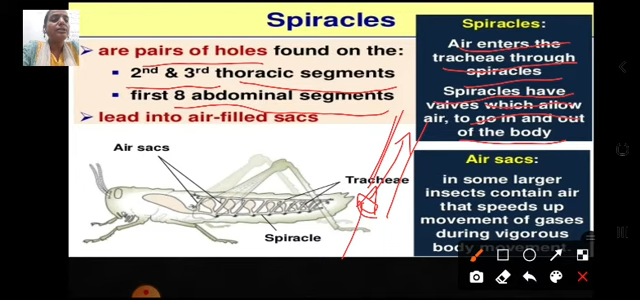 Spiracles
➢ are pairs of holes found on the:
▪ 2nd & 3rd thoracic segments
▪ first 8 abdominal segments
➢ lead into air-filled sacs
Air sacs
Tracheae
Spiracle
Spiracles:
Air enters the
tracheae through
spiracles
Spiracles have
valves which allow
air, to go in and out
of the body
Air sacs:
in some larger
insects contain air
that speeds up
movement of gases
during vigorous
body movement.